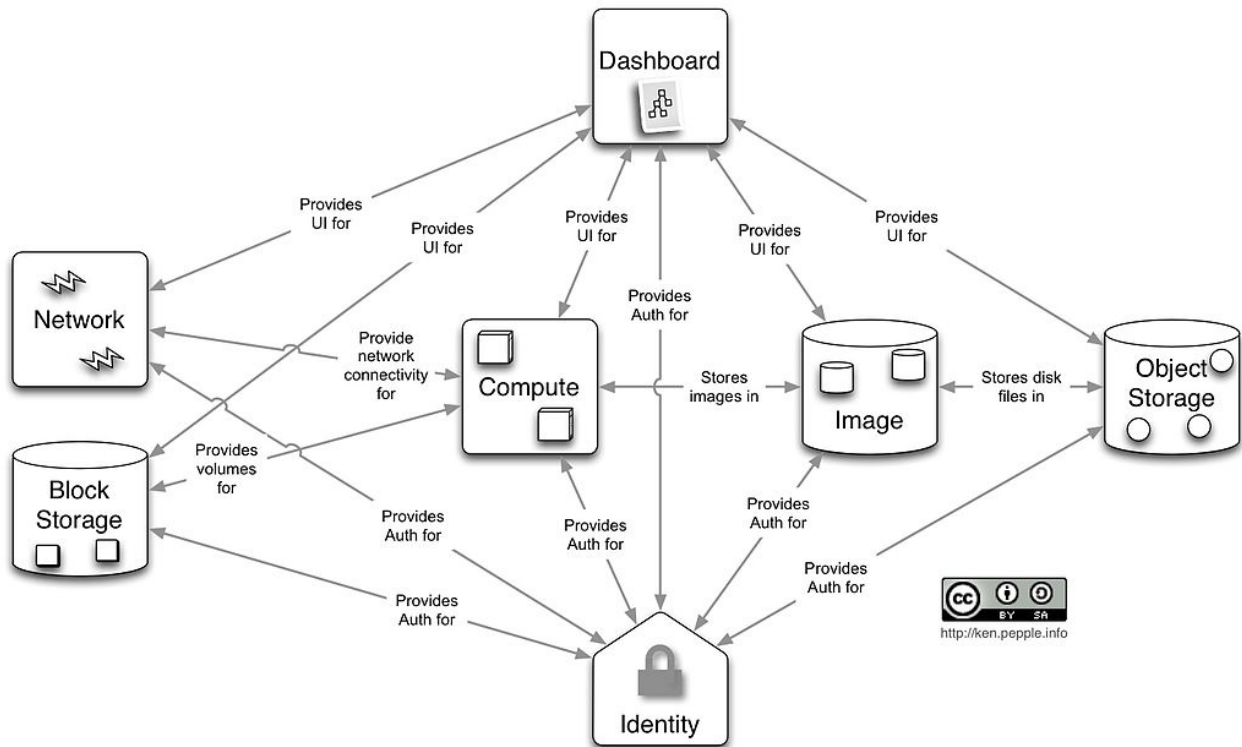 Dashboard
Provides
UI for
Provides
UI for
Provides
UI for
Provides
UI for
Provides
UI for
Network
Provides
Auth for
Provide
network
connectivity
for
Compute
Stores
images in
Image
Stores disk
files in
Object
Storage
Provides
volumes
for
Block
Storage
Provides
Auth for
Provides
Auth for
Provides
Auth for
Provides
Auth for
Provides
Auth for
Identity
cc
BY SA
http://ken.pepple.info